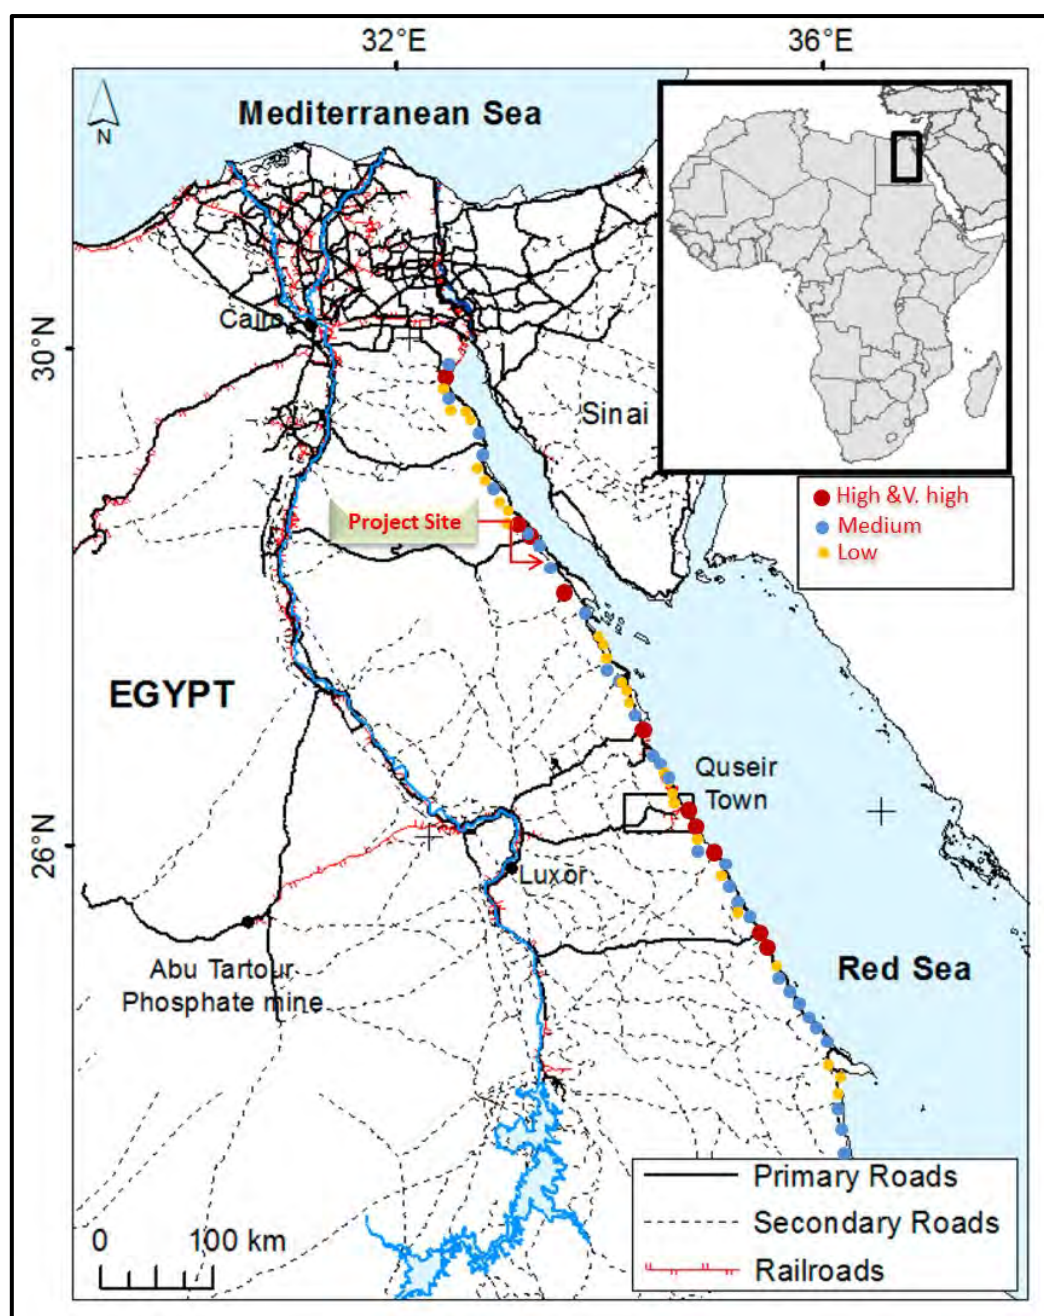 32°E
36°E
Mediterranean Sea
N
Cairo
30°N
Sinai
High &V. high
Medium
Low
Project Site
EGYPT
Quseir
Town
26°N
Luxor
Abu Tartour
Phosphate mine
Red Sea
Primary Roads
Secondary Roads
Railroads
0 100 km